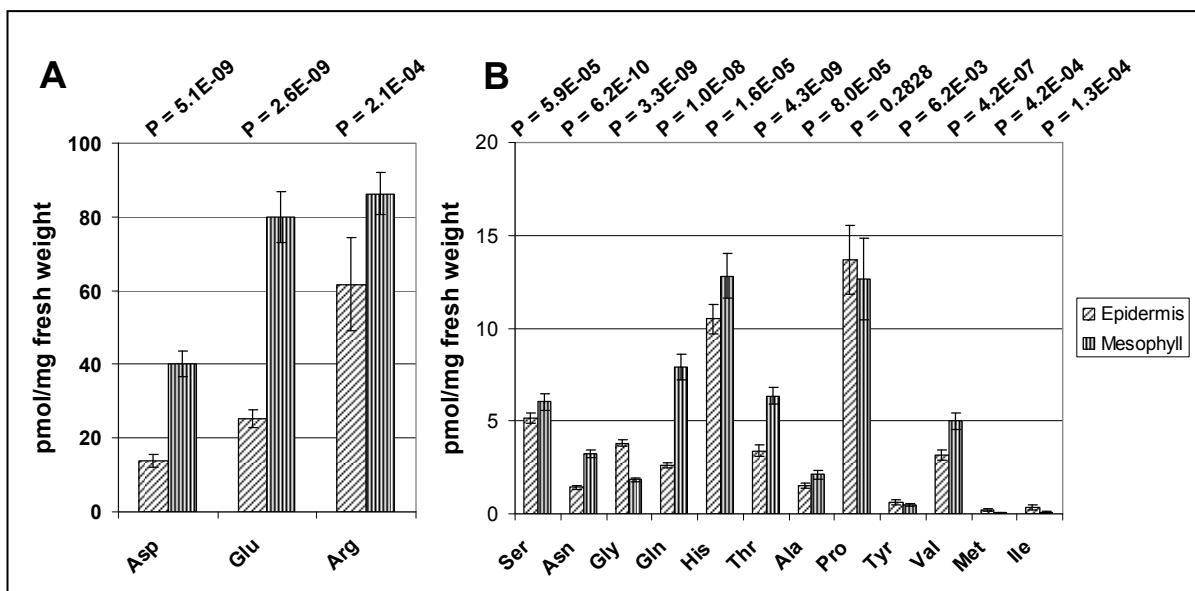 A
P = 5.1E-09
P = 2.6E-09
P = 2.1E-04
pmol/mg fresh weight
100
80
60
40
20
0
Asp
Glu
Arg
B
P = 5.9E-05
P = 6.2E-10
P = 3.3E-09
P = 1.0E-08
P = 1.6E-05
P = 4.3E-09
P = 8.0E-05
P = 0.2828
P = 6.2E-03
P = 4.2E-07
P = 4.2E-04
P = 1.3E-04
pmol/mg fresh weight
20
15
10
5
0
Ser
Asn
Gly
Gln
His
Thr
Ala
Pro
Tyr
Val
Met
Ile
Epidermis
Mesophyll